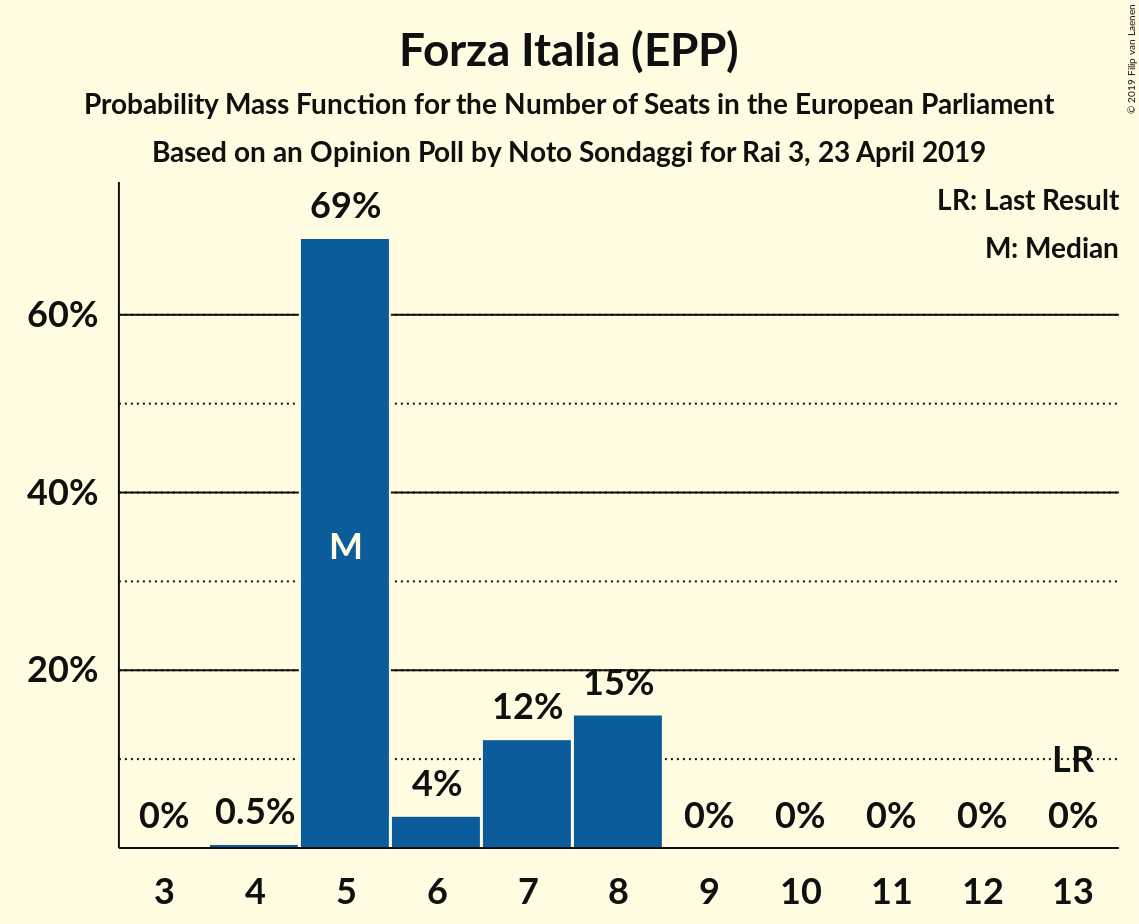 Forza Italia (EPP)
Probability Mass Function for the Number of Seats in the European Parliament
Based on an Opinion Poll by Noto Sondaggi for Rai 3, 23 April 2019
© 2019 Filip van Laenen
LR: Last Result
M: Median
69%
60%
40%
M
20%
15%
12%
LR
4%
0% 0.5% 0% 0% 0% 0% 0%
3 4 5 6 7 8 9 10 11 12 13